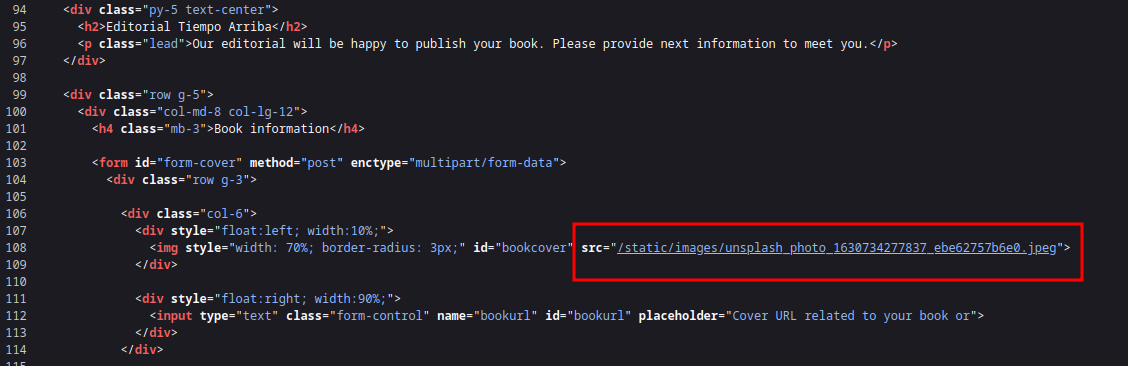 94 <div class="py-5 text-center">
95 <h2>Editorial Tiempo Arriba</h2>
96 <p class="lead">Our editorial will be happy to publish your book. Please provide next information to meet you.</p>
97 </div>
98
99 <div class="row g-5">
100 <div class="col-md-8 col-lg-12">
101 <h4 class="mb-3">Book information</h4>
102
103 <form id="form-cover" method="post" enctype="multipart/form-data">
104 <div class="row g-3">
105
106 <div class="col-6">
107 <div style="float:left; width:10%;">
108 <img style="width: 70%; border-radius: 3px;" id="bookcover" src="/static/images/unsplash_photo_1630734277837_ebe62757b6e0.jpeg">
109 </div>
110
111 <div style="float:right; width:90%;">
112 <input type="text" class="form-control" name="bookurl" id="bookurl" placeholder="Cover URL related to your book or">
113 </div>
114 </div>
115